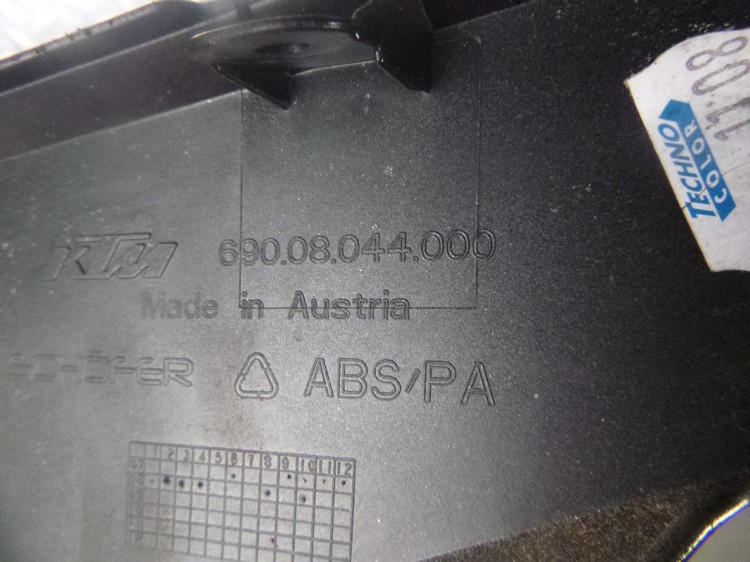 KTM 690.08.044.000
Made in Austria
ABS/PA
1 2 3 4 5 6 7 8 9 10 11 12
TECHNO
COLOR
11 08